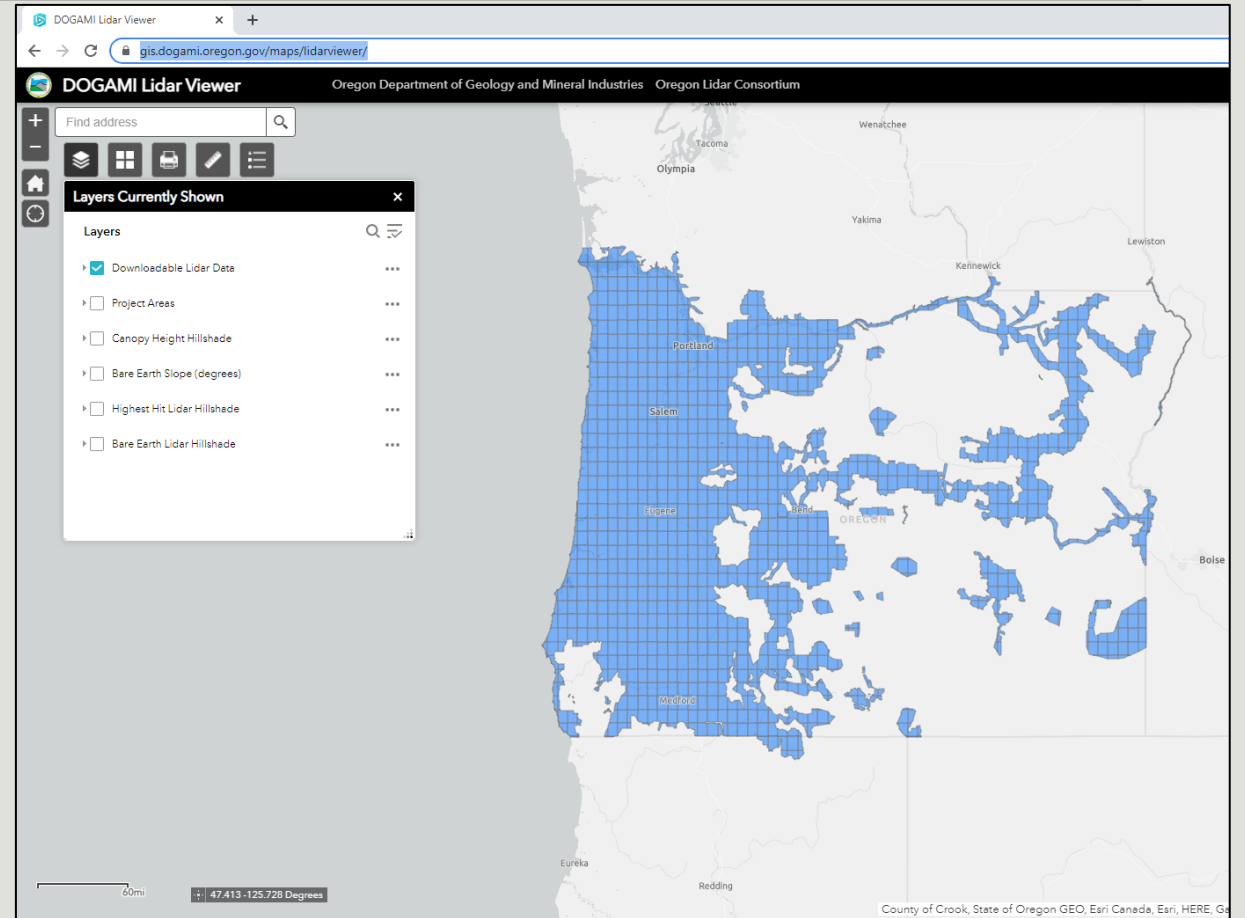 DOGAMI Lidar Viewer
gis.dogami.oregon.gov/maps/lidarviewer/
DOGAMI Lidar Viewer Oregon Department of Geology and Mineral Industries Oregon Lidar Consortium
Find address
Layers Currently Shown
Layers
Downloadable Lidar Data
Project Areas
Canopy Height Hillshade
Bare Earth Slope (degrees)
Highest Hit Lidar Hillshade
Bare Earth Lidar Hillshade
Seattle
Wenatchee
Tacoma
Olympia
Yakima
Lewiston
Kennewick
Portland
Salem
Eugene
Bend
OREGON
Boise
Medford
Eureka
Redding
60mi
47.413 -125.728 Degrees
County of Crook, State of Oregon GEO, Esri Canada, Esri, HERE,